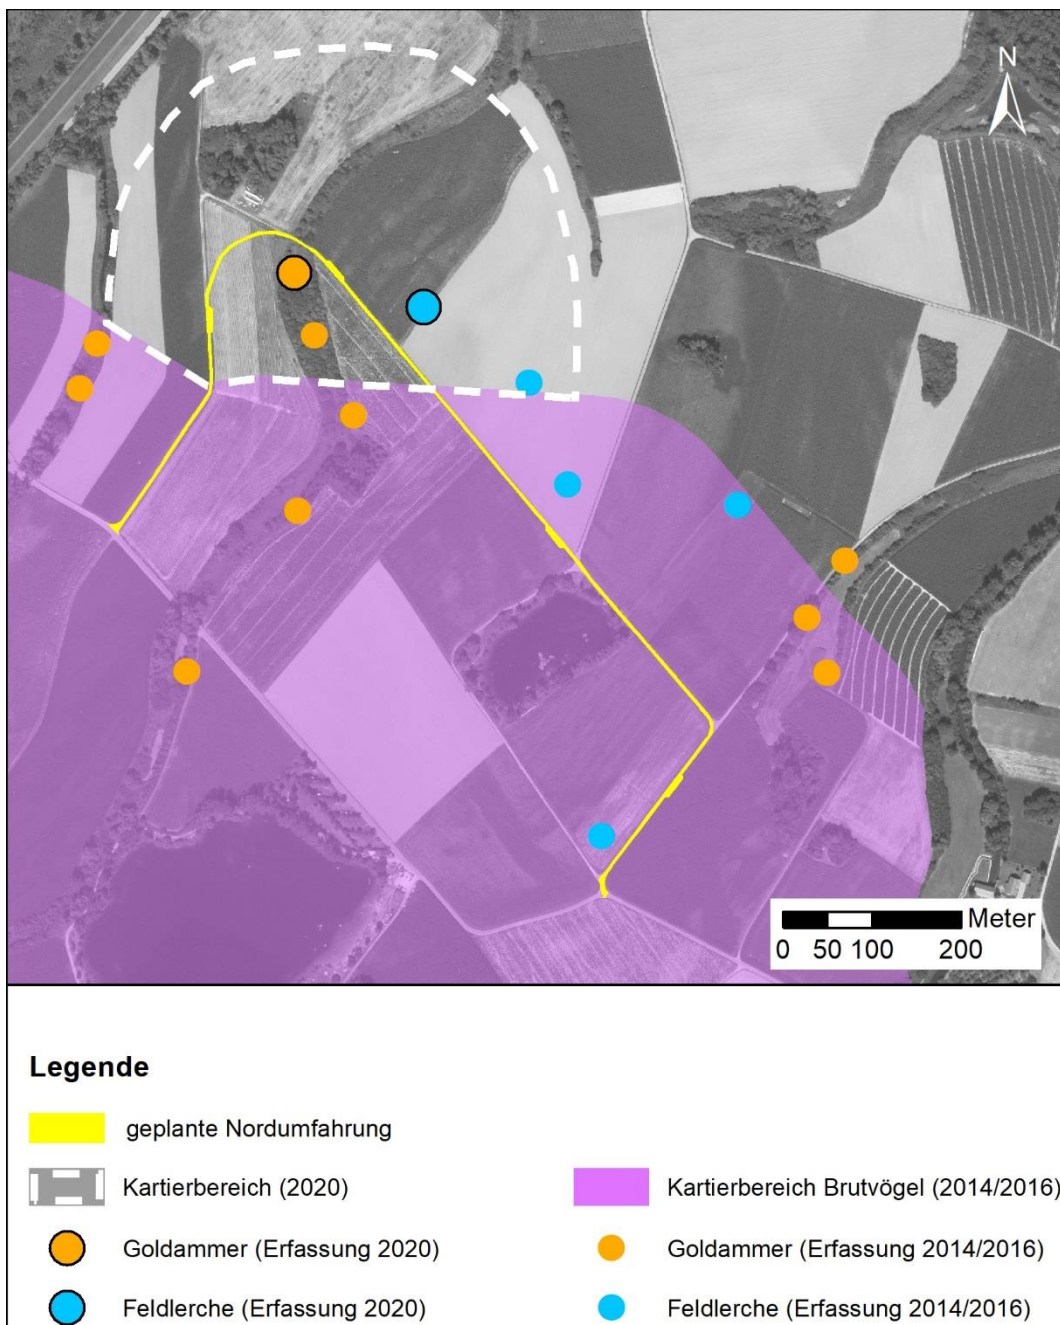 N
Meter
0 50 100 200
Legende
geplante Nordumfahrung
Kartierbereich (2020)
Kartierbereich Brutvögel (2014/2016)
Goldammer (Erfassung 2020)
Goldammer (Erfassung 2014/2016)
Feldlerche (Erfassung 2020)
Feldlerche (Erfassung 2014/2016)